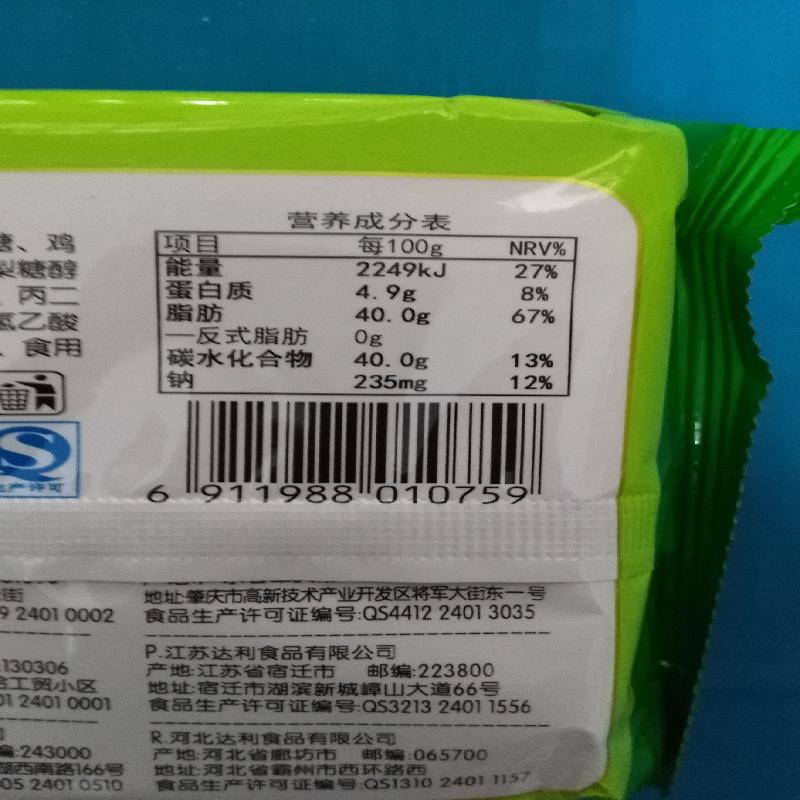 营养成分表
项目 每100g NRV%
能量 2249kJ 27%
蛋白质 4.9g 8%
脂肪 40.0g 67%
—反式脂肪 0g
碳水化合物 40.0g 13%
钠 235mg 12%
糖、鸡
梨糖醇
、丙二
氢乙酸
、食用
S
生产许可
6 911988 010759
街
9 2401 0002
130306
工贸小区
01 2401 0001
编:243000
湖西南路166号
05 2401 0510
地址:肇庆市高新技术产业开发区将军大街东一号
食品生产许可证编号:QS4412 2401 3035
P.江苏达利食品有限公司
产地:江苏省宿迁市 邮编:223800
地址:宿迁市湖滨新城嶂山大道66号
食品生产许可证编号:QS3213 2401 1556
R.河北达利食品有限公司
产地:河北省廊坊市 邮编:065700
地址:河北省霸州市西环路西
食品生产许可证编号:QS1310 2401 1157